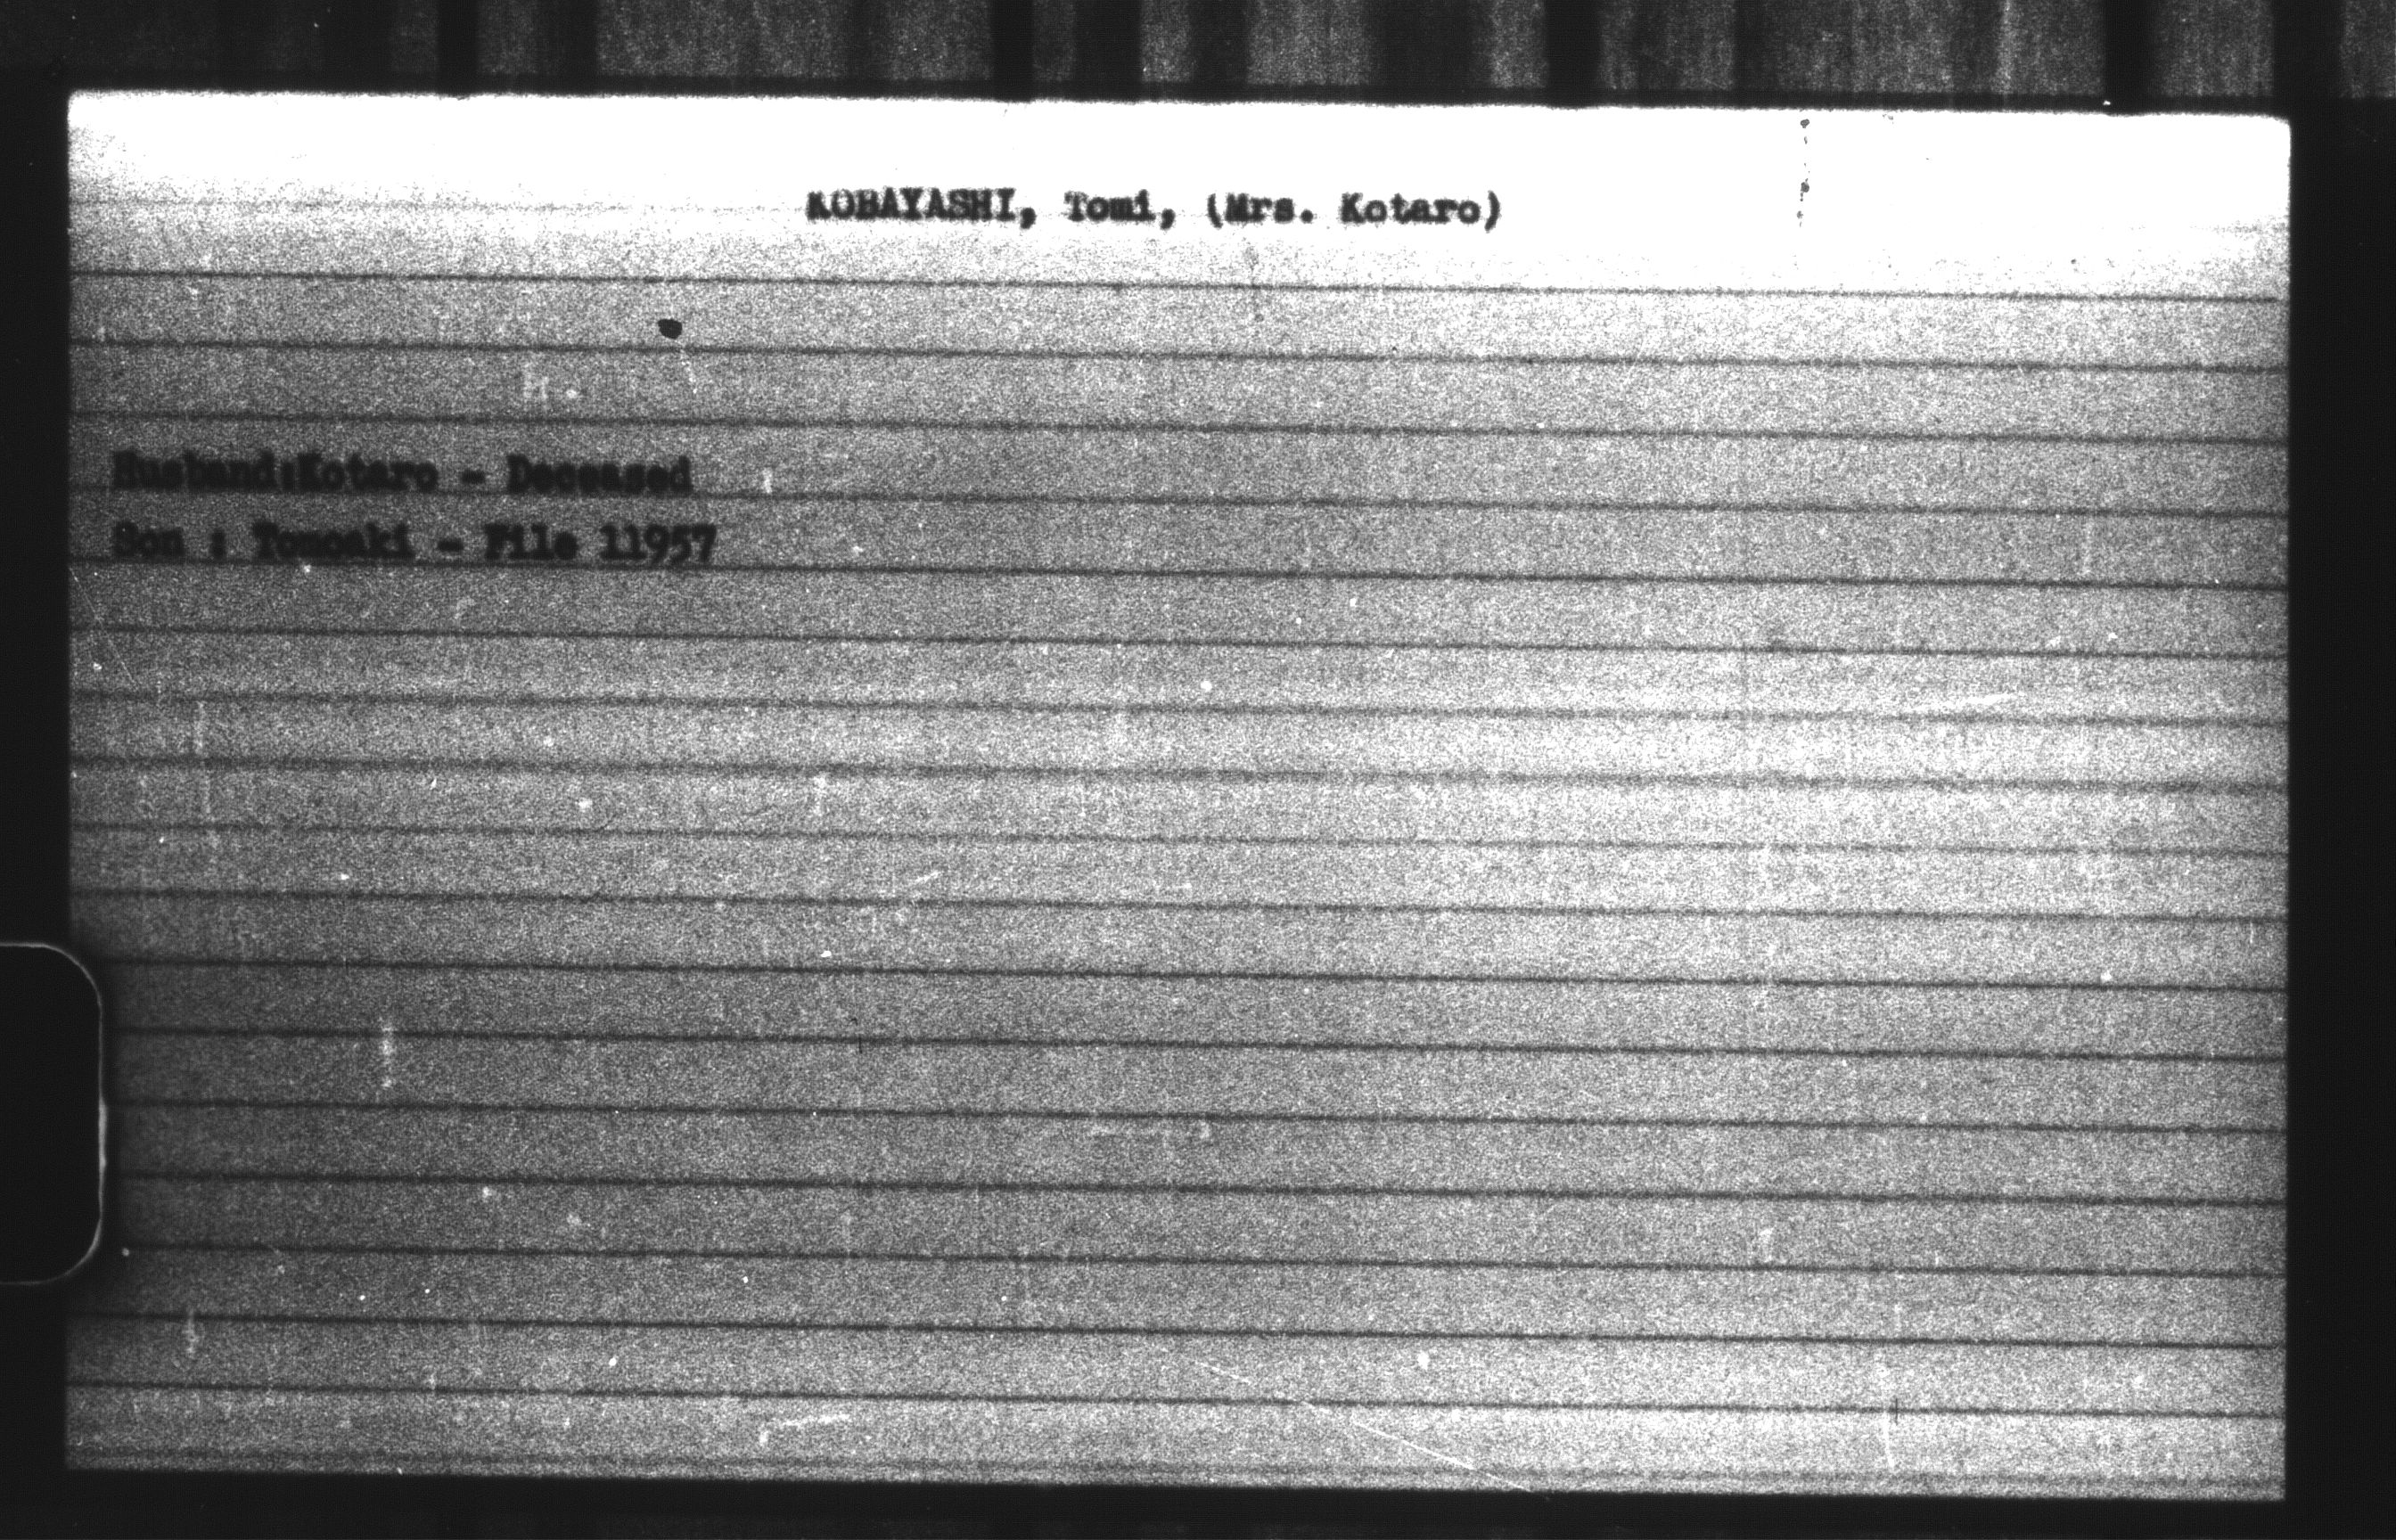 KOBAYASHI, Tomi, (Mrs. Kotaro)
Husband:Kotaro - Deceased
Son : Tomoaki - File 11957